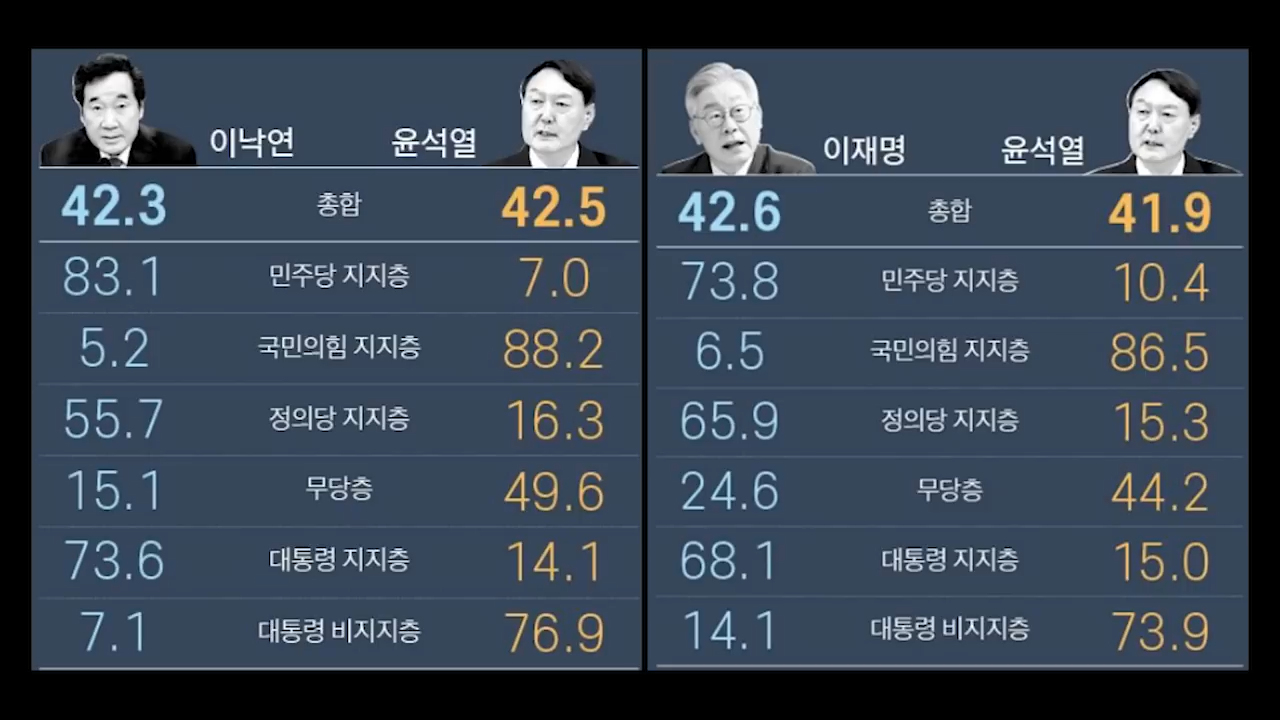 이낙연 윤석열
42.3 총합 42.5
83.1 민주당 지지층 7.0
5.2 국민의힘 지지층 88.2
55.7 정의당 지지층 16.3
15.1 무당층 49.6
73.6 대통령 지지층 14.1
7.1 대통령 비지지층 76.9
이재명 윤석열
42.6 총합 41.9
73.8 민주당 지지층 10.4
6.5 국민의힘 지지층 86.5
65.9 정의당 지지층 15.3
24.6 무당층 44.2
68.1 대통령 지지층 15.0
14.1 대통령 비지지층 73.9